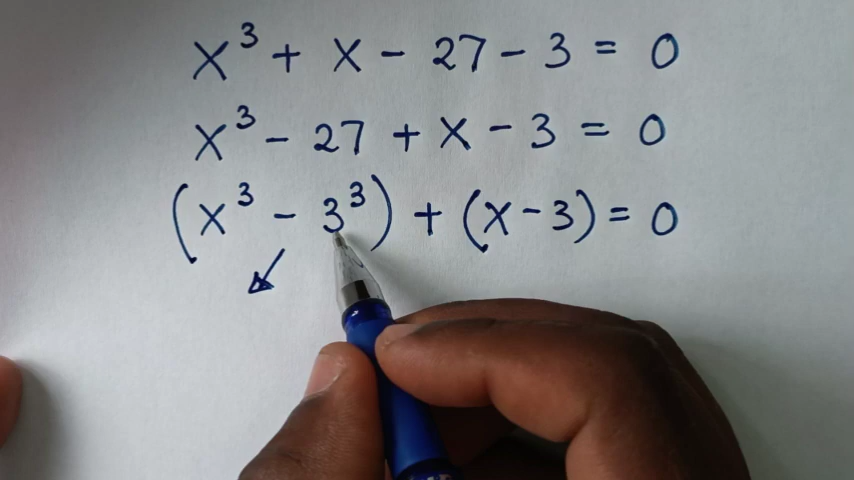 x³ + x - 27 - 3 = 0
x³ - 27 + x - 3 = 0
(x³ - 3³) + (x - 3) = 0